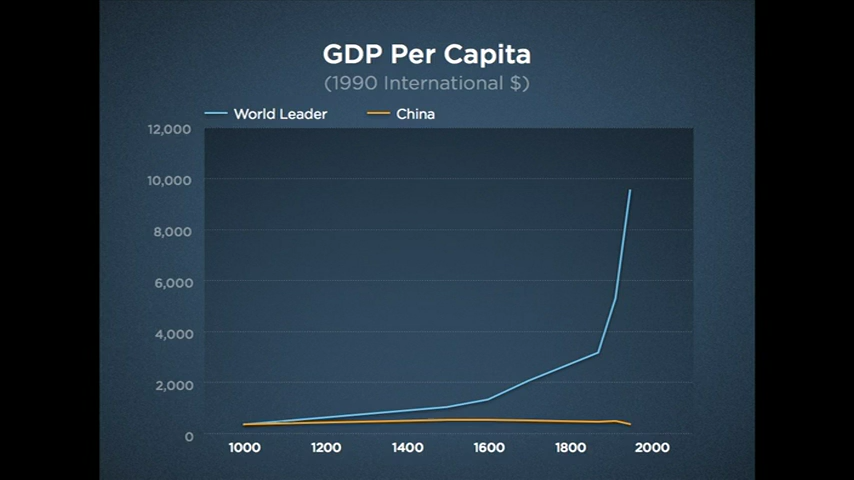 GDP Per Capita
(1990 International $)
World Leader
China
12,000
10,000
8,000
6,000
4,000
2,000
0
1000 1200 1400 1600 1800 2000